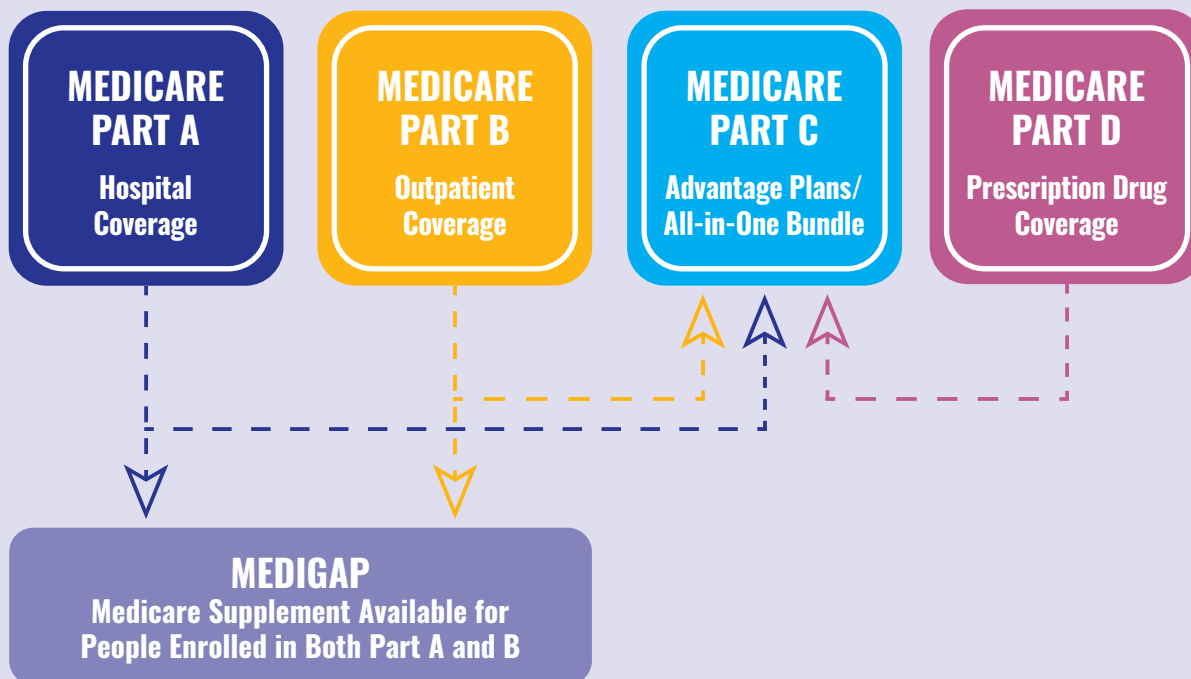 MEDICARE
PART A
Hospital
Coverage
MEDICARE
PART B
Outpatient
Coverage
MEDICARE
PART C
Advantage Plans/
All-in-One Bundle
MEDICARE
PART D
Prescription Drug
Coverage
MEDIGAP
Medicare Supplement Available for
People Enrolled in Both Part A and B